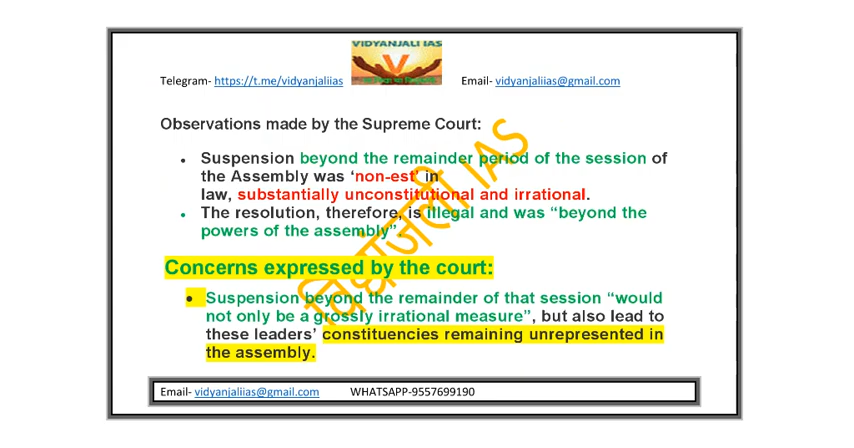 VIDYANJALI IAS
Telegram- https://t.me/vidyanjaliias Email- vidyanjaliias@gmail.com
Observations made by the Supreme Court:
• Suspension beyond the remainder period of the session of
the Assembly was ‘non-est’ in
law, substantially unconstitutional and irrational.
• The resolution, therefore, is illegal and was “beyond the
powers of the assembly”.
विद्यांजली IAS
Concerns expressed by the court:
• Suspension beyond the remainder of that session “would
not only be a grossly irrational measure”, but also lead to
these leaders’ constituencies remaining unrepresented in
the assembly.
Email- vidyanjaliias@gmail.com WHATSAPP-9557699190